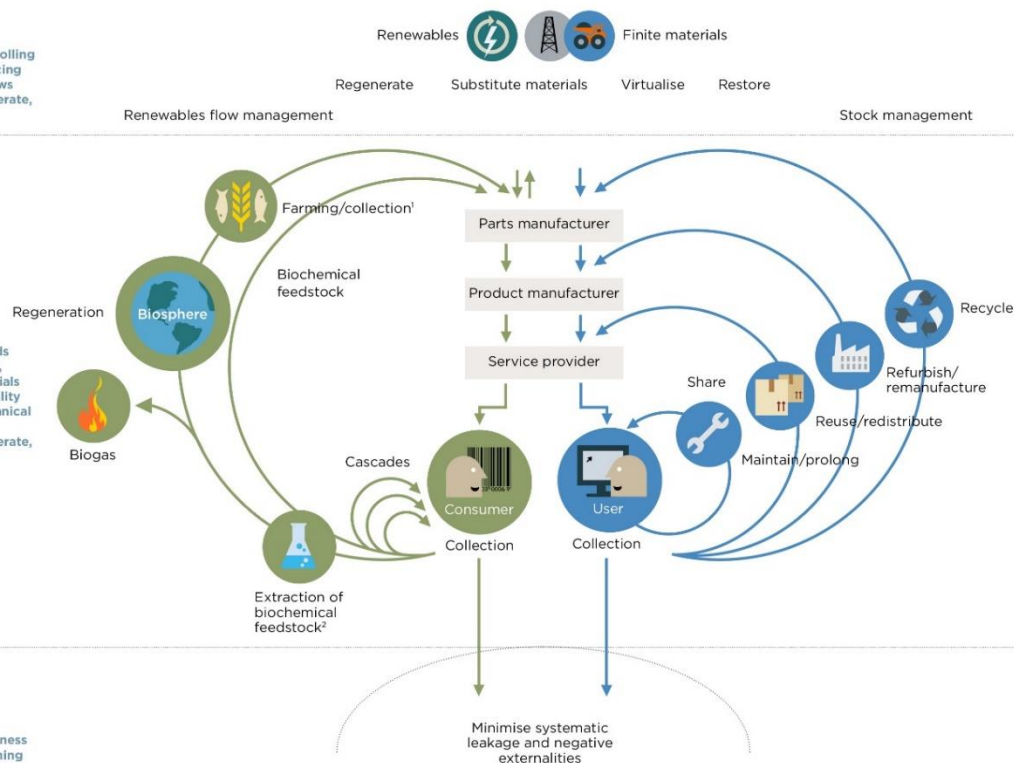 Renewables
Finite materials
Regenerate
Substitute materials
Virtualise
Restore
Renewables flow management
Stock management
Farming/collection¹
Parts manufacturer
Biochemical
feedstock
Product manufacturer
Regeneration
Biosphere
Recycle
Service provider
Share
Refurbish/
remanufacture
Reuse/redistribute
Biogas
Cascades
Maintain/prolong
Consumer
User
Collection
Collection
Extraction of
biochemical
feedstock²
Minimise systematic
leakage and negative
externalities